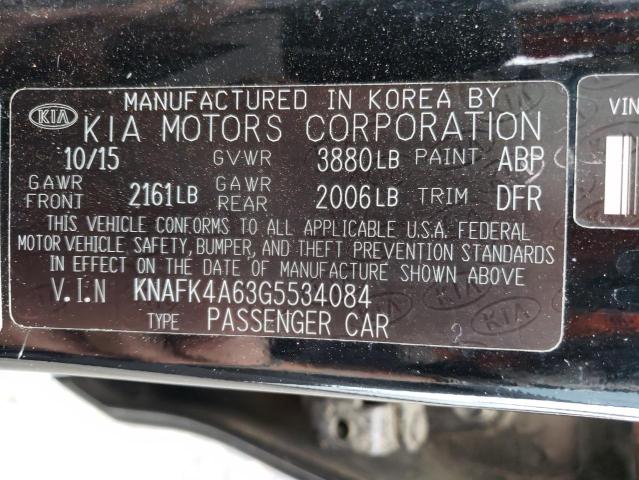 MANUFACTURED IN KOREA BY
KIA KIA MOTORS CORPORATION
10/15 GVWR 3880LB PAINT ABP
GAWR FRONT 2161LB GAWR REAR 2006LB TRIM DFR
THIS VEHICLE CONFORMS TO ALL APPLICABLE U.S.A. FEDERAL
MOTOR VEHICLE SAFETY, BUMPER, AND THEFT PREVENTION STANDARDS
IN EFFECT ON THE DATE OF MANUFACTURE SHOWN ABOVE
V.I.N KNAFK4A63G5534084
TYPE PASSENGER CAR
VIN